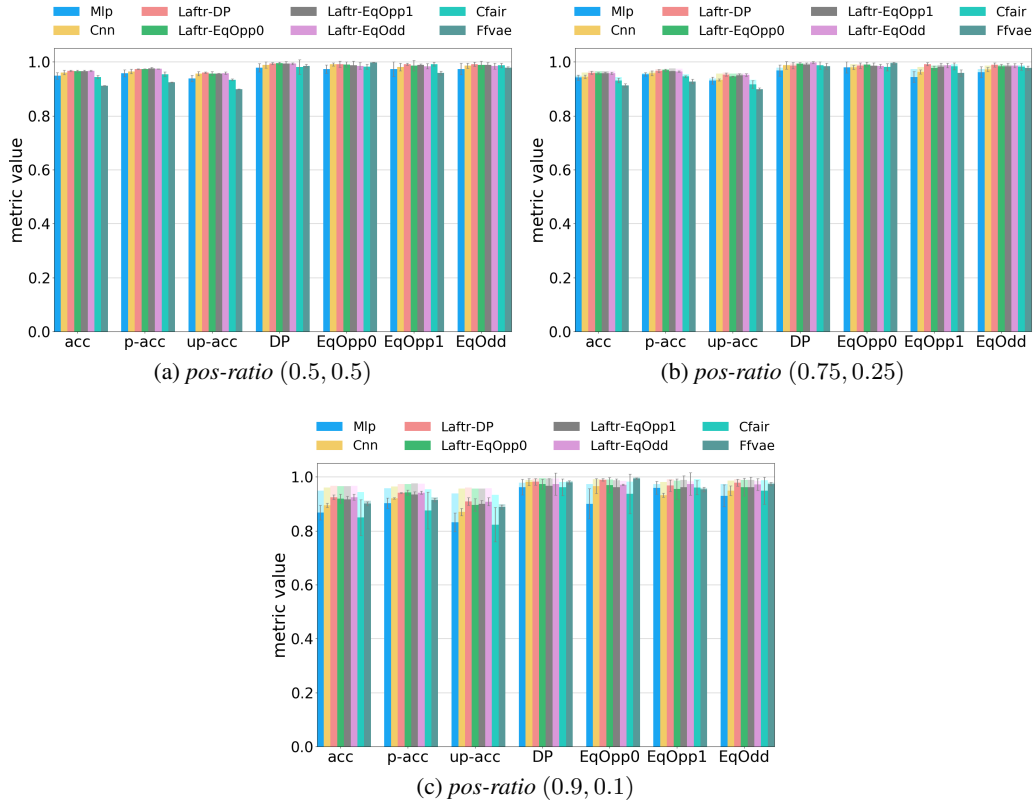 Mlp Laftr-DP Laftr-EqOpp1 Cfair
Cnn Laftr-EqOpp0 Laftr-EqOdd Ffvae
1.0
0.8
0.6
0.4
0.2
0.0
metric value
acc p-acc up-acc DP EqOpp0 EqOpp1 EqOdd
(a) pos-ratio (0.5, 0.5)
Mlp Laftr-DP Laftr-EqOpp1 Cfair
Cnn Laftr-EqOpp0 Laftr-EqOdd Ffvae
1.0
0.8
0.6
0.4
0.2
0.0
metric value
acc p-acc up-acc DP EqOpp0 EqOpp1 EqOdd
(b) pos-ratio (0.75, 0.25)
Mlp Laftr-DP Laftr-EqOpp1 Cfair
Cnn Laftr-EqOpp0 Laftr-EqOdd Ffvae
1.0
0.8
0.6
0.4
0.2
0.0
metric value
acc p-acc up-acc DP EqOpp0 EqOpp1 EqOdd
(c) pos-ratio (0.9, 0.1)